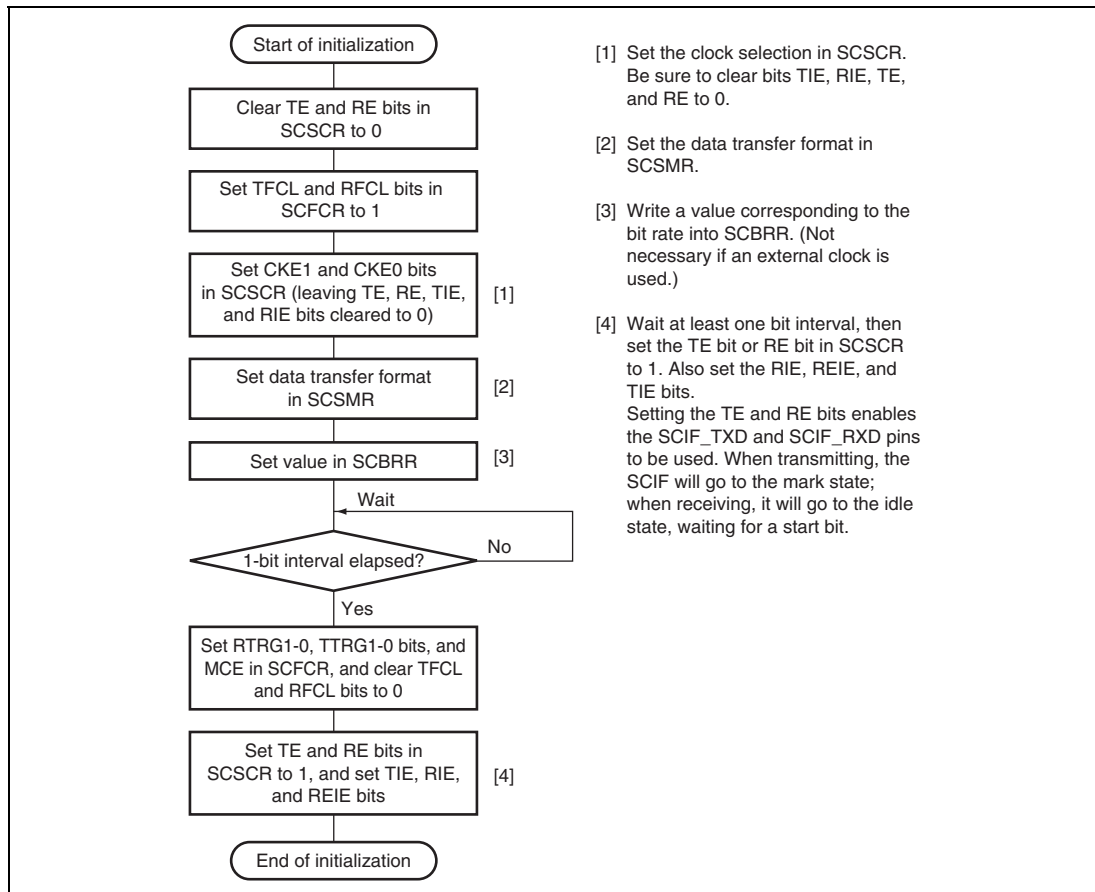 Start of initialization
Clear TE and RE bits in
SCSCR to 0
Set TFCL and RFCL bits in
SCFCR to 1
Set CKE1 and CKE0 bits
in SCSCR (leaving TE, RE, TIE,
and RIE bits cleared to 0)
[1]
Set data transfer format
in SCSMR
[2]
Set value in SCBRR
[3]
Wait
1-bit interval elapsed?
No
Yes
Set RTRG1-0, TTRG1-0 bits, and
MCE in SCFCR, and clear TFCL
and RFCL bits to 0
Set TE and RE bits in
SCSCR to 1, and set TIE, RIE,
and REIE bits
[4]
End of initialization
[1] Set the clock selection in SCSCR.
Be sure to clear bits TIE, RIE, TE,
and RE to 0.
[2] Set the data transfer format in
SCSMR.
[3] Write a value corresponding to the
bit rate into SCBRR. (Not
necessary if an external clock is
used.)
[4] Wait at least one bit interval, then
set the TE bit or RE bit in SCSCR
to 1. Also set the RIE, REIE, and
TIE bits.
Setting the TE and RE bits enables
the SCIF_TXD and SCIF_RXD pins
to be used. When transmitting, the
SCIF will go to the mark state;
when receiving, it will go to the idle
state, waiting for a start bit.